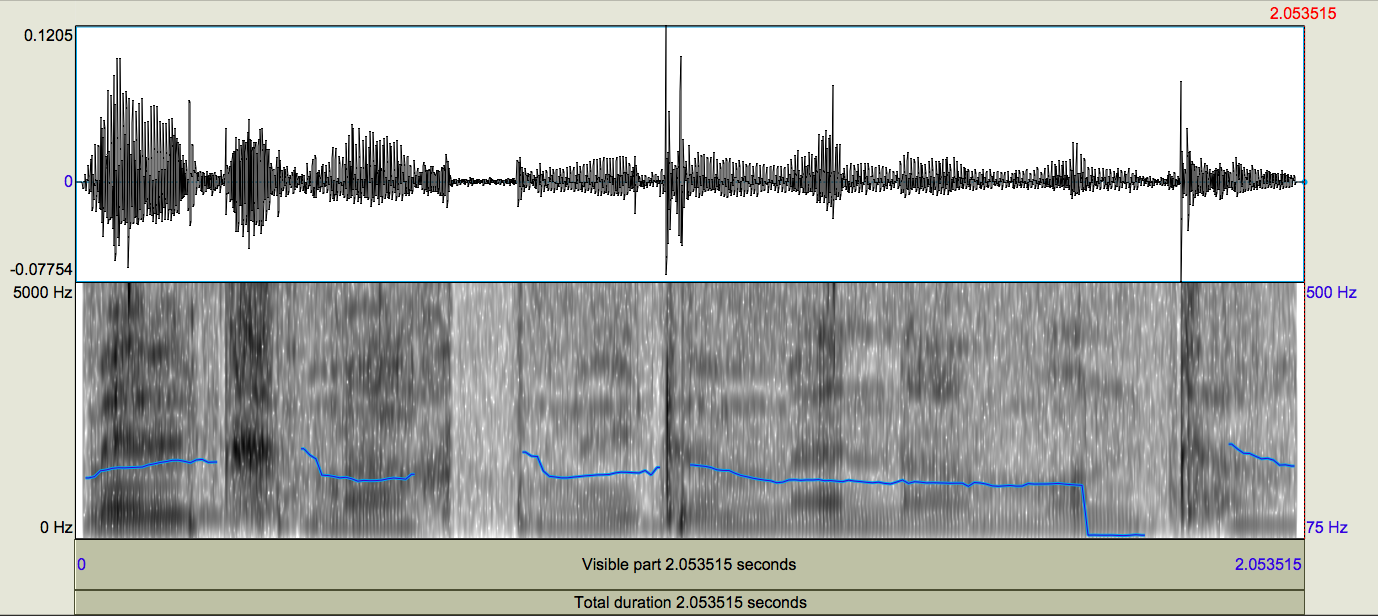 2.053515
0.1205
0
-0.07754
5000 Hz 500 Hz
0 Hz 75 Hz
0 Visible part 2.053515 seconds 2.053515
Total duration 2.053515 seconds